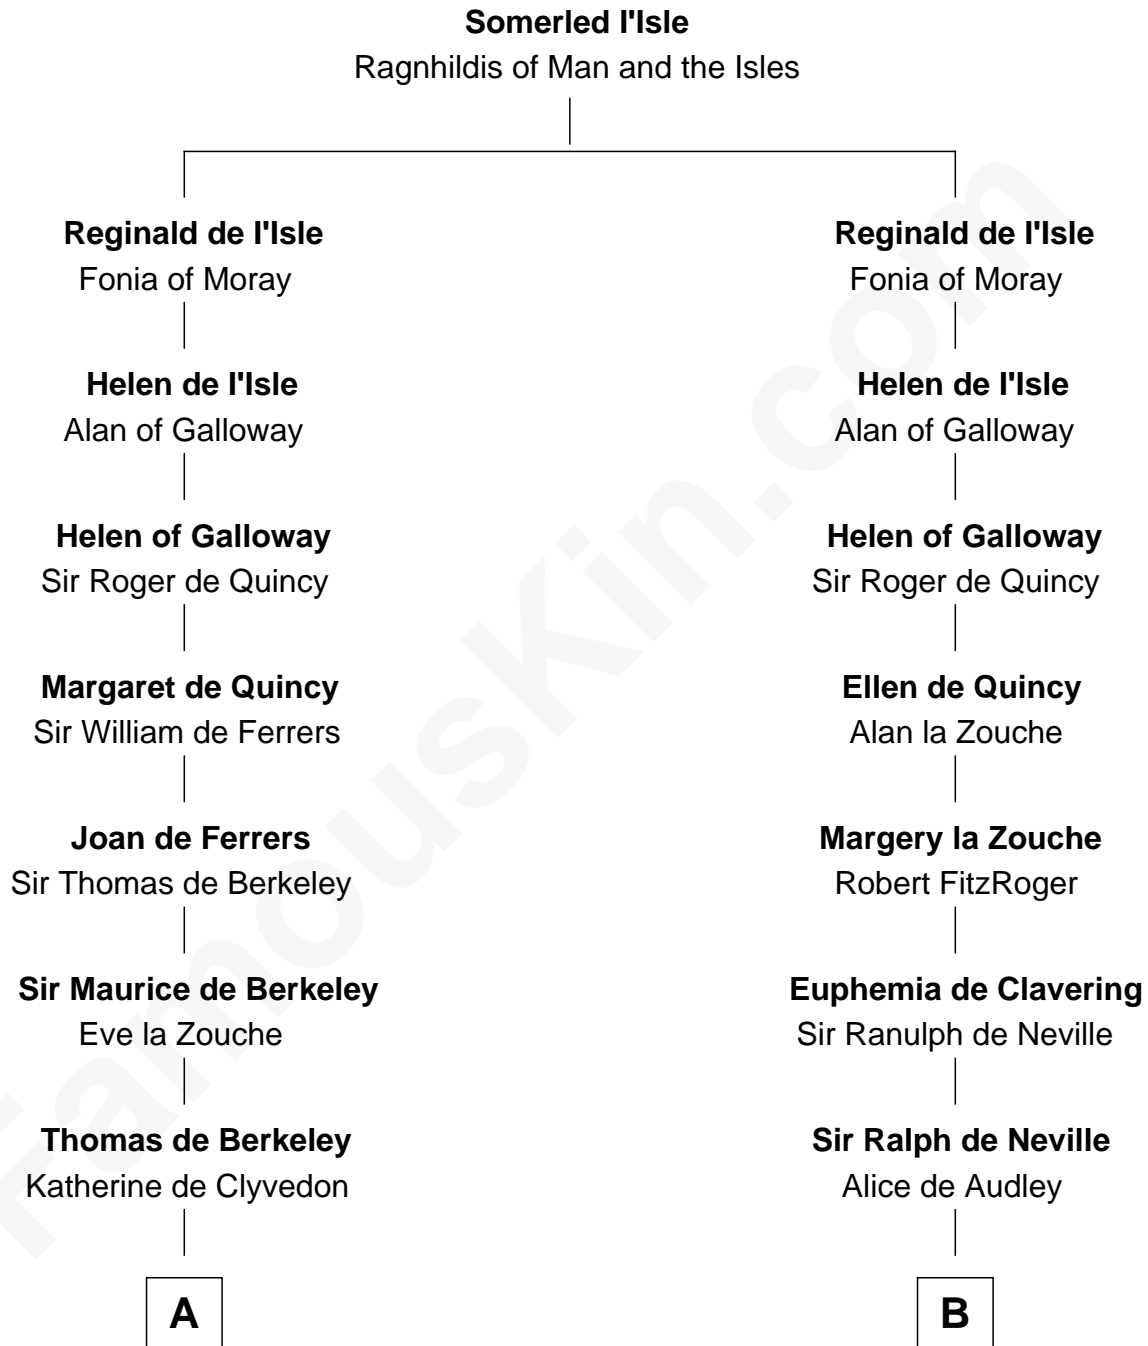 Somerled I'Isle
Ragnhildis of Man and the Isles
Reginald de I'Isle
Fonia of Moray
Reginald de I'Isle
Fonia of Moray
Helen de I'Isle
Alan of Galloway
Helen de I'Isle
Alan of Galloway
Helen of Galloway
Sir Roger de Quincy
Helen of Galloway
Sir Roger de Quincy
Margaret de Quincy
Sir William de Ferrers
Ellen de Quincy
Alan la Zouche
Joan de Ferrers
Sir Thomas de Berkeley
Margery la Zouche
Robert FitzRoger
Sir Maurice de Berkeley
Eve la Zouche
Euphemia de Clavering
Sir Ranulph de Neville
Thomas de Berkeley
Katherine de Clyvedon
Sir Ralph de Neville
Alice de Audley
A
B
FamousKin.com